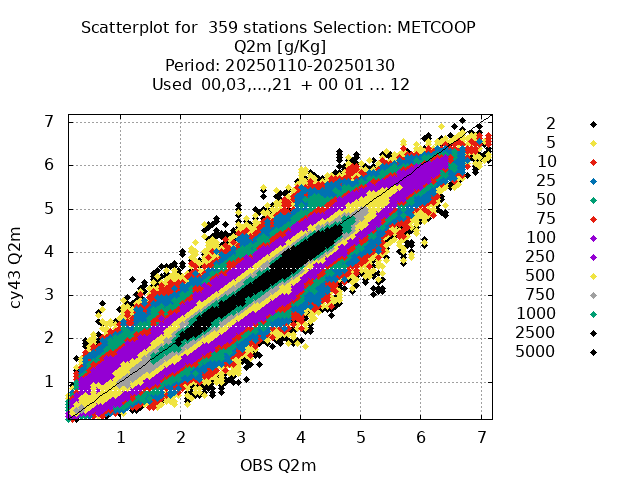 Scatterplot for  359 stations Selection: METCOOP
Q2m [g/Kg]
Period: 20250110-20250130
Used  00,03,...,21  + 00 01 ... 12
7
6
5
4
3
2
1
cy43 Q2m
1 2 3 4 5 6 7
OBS Q2m
2
5
10
25
50
75
100
250
500
750
1000
2500
5000